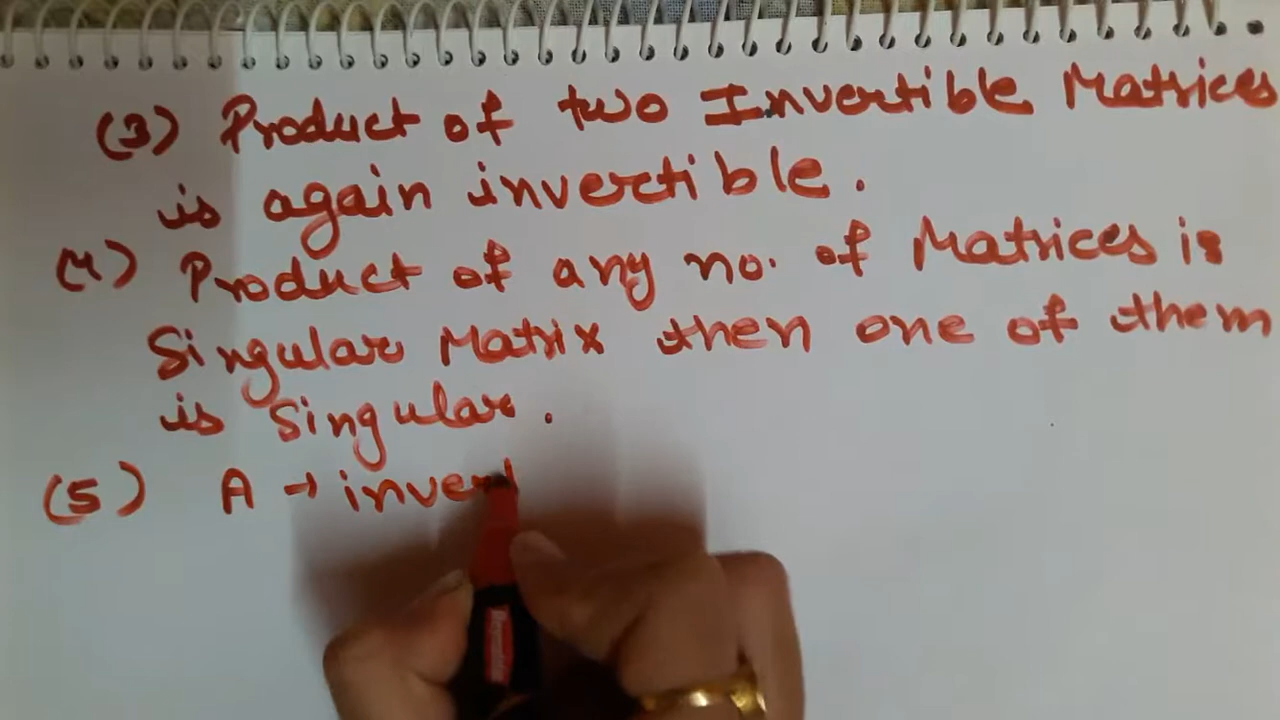 (3) Product of two Invertible Matrices
is again invertible.
(4) Product of any no. of Matrices is
Singular Matrix then one of them
is Singular.
(5) A → invert